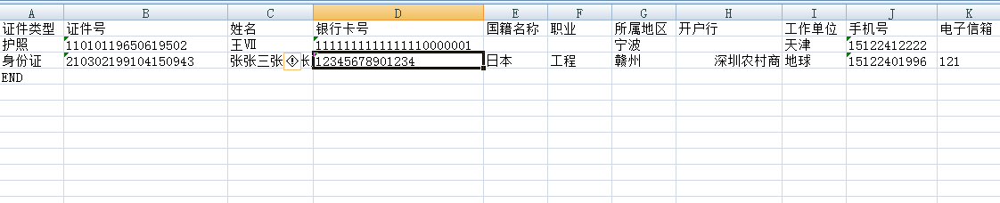 A B C D E F G H I J K
证件类型 证件号 姓名 银行卡号 国籍名称 职业 所属地区 开户行 工作单位 手机号 电子信箱
护照 11010119650619502 王Ⅶ 1111111111111110000001 宁波 天津 15122412222
身份证 210302199104150943 张张三张 长 12345678901234 日本 工程 赣州 深圳农村商 地球 15122401996 121
END